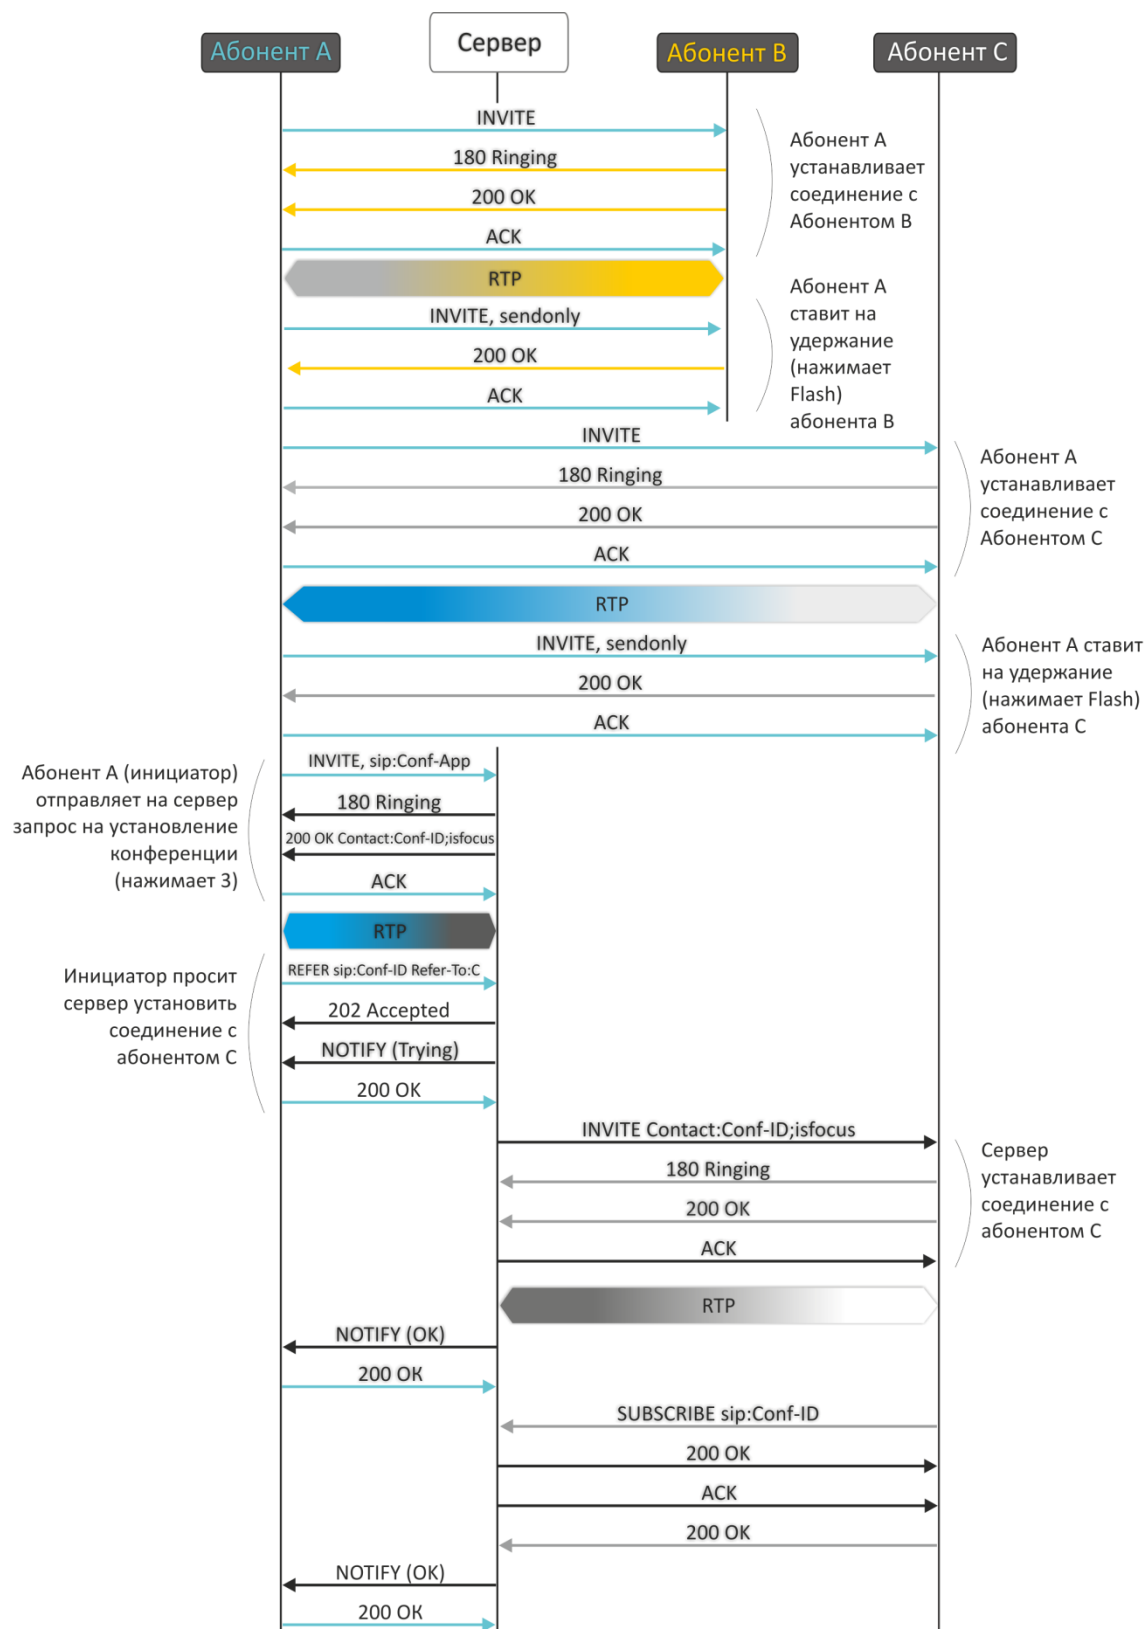 Абонент A
Сервер
Абонент B
Абонент C
INVITE
180 Ringing
200 OK
ACK
Абонент A
устанавливает
соединение с
Абонентом B
RTP
INVITE, sendonly
200 OK
ACK
Абонент A
ставит на
удержание
(нажимает
Flash)
абонента B
INVITE
180 Ringing
200 OK
ACK
Абонент A
устанавливает
соединение с
Абонентом C
RTP
INVITE, sendonly
200 OK
ACK
Абонент A ставит
на удержание
(нажимает Flash)
абонента C
Абонент A (инициатор)
отправляет на сервер
запрос на установление
конференции
(нажимает 3)
INVITE, sip:Conf-App
180 Ringing
200 OK Contact:Conf-ID;isfocus
ACK
RTP
Инициатор просит
сервер установить
соединение с
абонентом C
REFER sip:Conf-ID Refer-To:C
202 Accepted
NOTIFY (Trying)
200 OK
INVITE Contact:Conf-ID;isfocus
180 Ringing
200 OK
ACK
Сервер
устанавливает
соединение с
абонентом C
RTP
NOTIFY (OK)
200 OK
SUBSCRIBE sip:Conf-ID
200 OK
ACK
200 OK
NOTIFY (OK)
200 OK